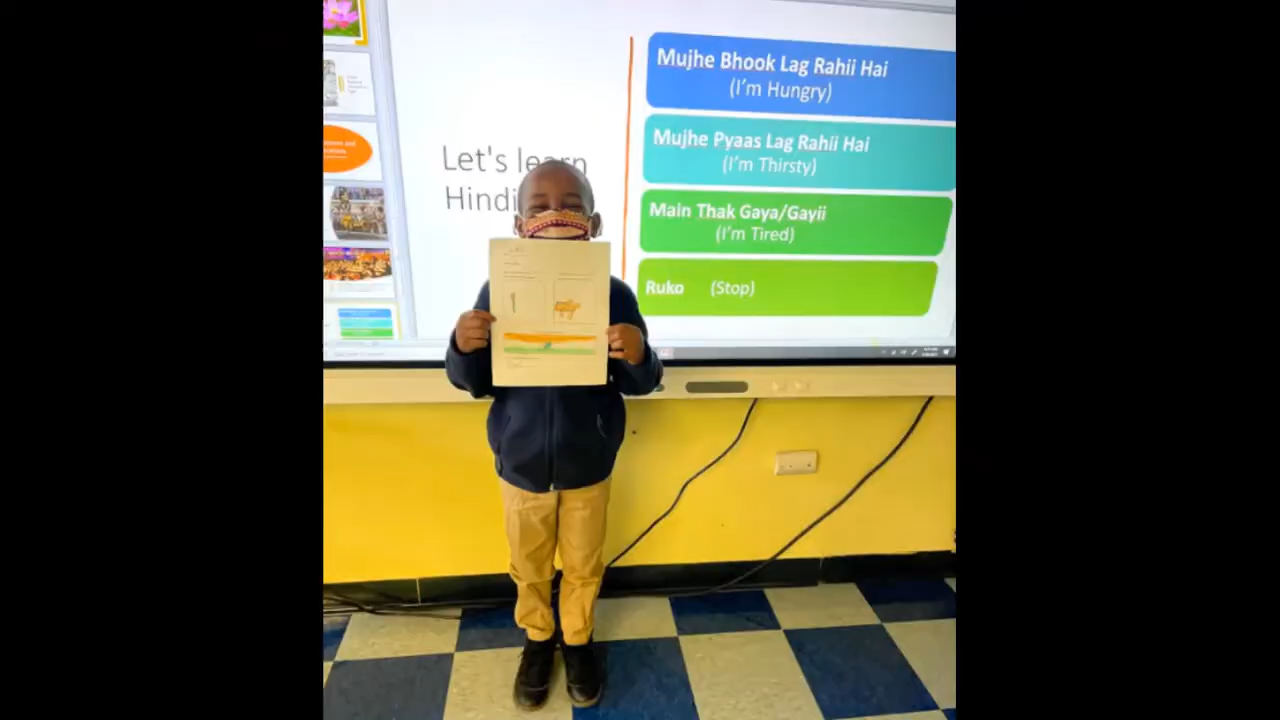 Let's learn
Hindi
Mujhe Bhook Lag Rahii Hai
(I'm Hungry)
Mujhe Pyaas Lag Rahii Hai
(I'm Thirsty)
Main Thak Gaya/Gayii
(I'm Tired)
Ruko (Stop)